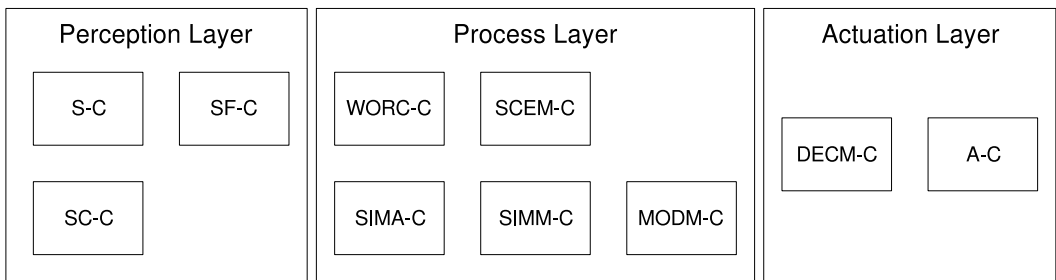 Perception Layer
S-C
SF-C
SC-C
Process Layer
WORC-C
SCEM-C
SIMA-C
SIMM-C
MODM-C
Actuation Layer
DECM-C
A-C